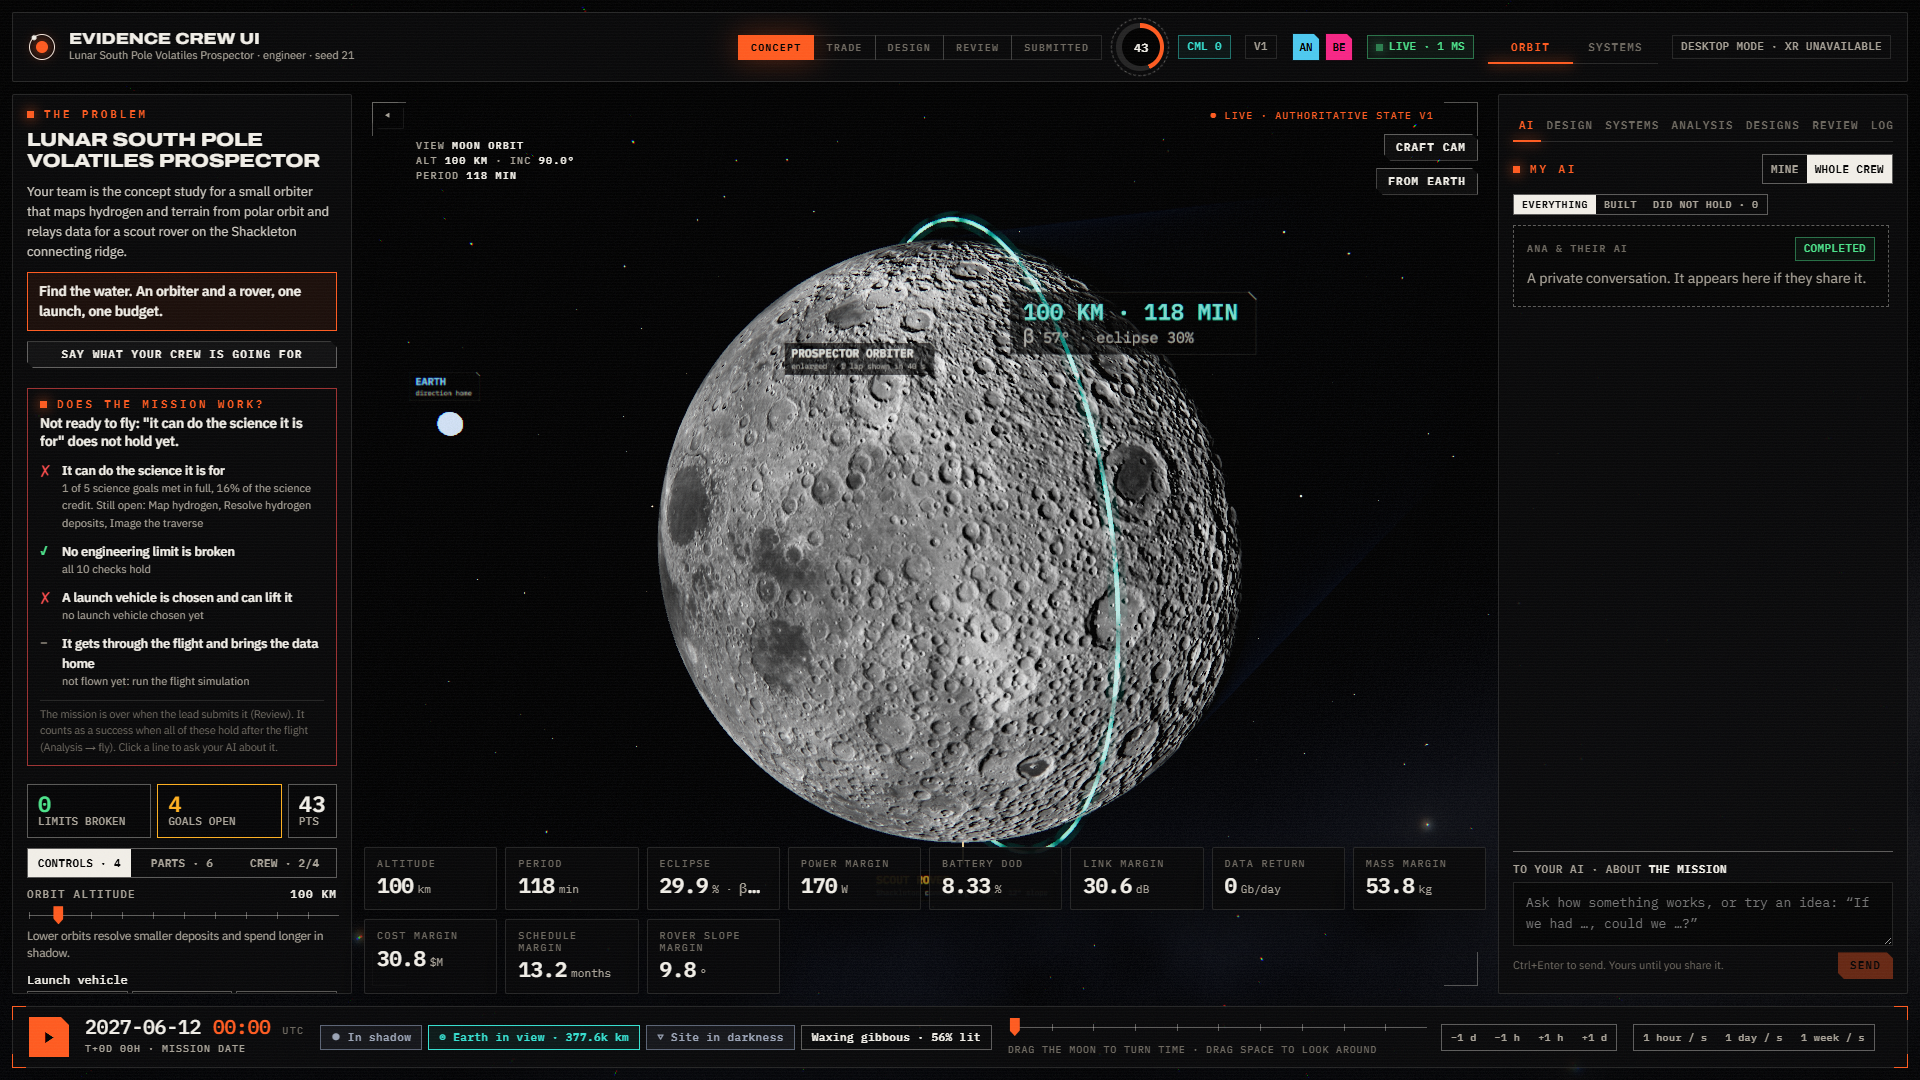 EVIDENCE CREW UI
Lunar South Pole Volatiles Prospector · engineer · seed 21
CONCEPT TRADE DESIGN REVIEW SUBMITTED
43
CML 0
V1
AN BE
LIVE · 1 MS
ORBIT SYSTEMS
DESKTOP MODE · XR UNAVAILABLE
THE PROBLEM
LUNAR SOUTH POLE
VOLATILES PROSPECTOR
Your team is the concept study for a small orbiter
that maps hydrogen and terrain from polar orbit and
relays data for a scout rover on the Shackleton
connecting ridge.
Find the water. An orbiter and a rover, one
launch, one budget.
SAY WHAT YOUR CREW IS GOING FOR
DOES THE MISSION WORK?
Not ready to fly: "it can do the science it is
for" does not hold yet.
✗ It can do the science it is for
1 of 5 science goals met in full, 16% of the science
credit. Still open: Map hydrogen, Resolve hydrogen
deposits, Image the traverse
✓ No engineering limit is broken
all 10 checks hold
✗ A launch vehicle is chosen and can lift it
no launch vehicle chosen yet
– It gets through the flight and brings the data
home
not flown yet: run the flight simulation
The mission is over when the lead submits it (Review). It
counts as a success when all of these hold after the flight
(Analysis → fly). Click a line to ask your AI about it.
0
LIMITS BROKEN
4
GOALS OPEN
43
PTS
CONTROLS · 4 PARTS · 6 CREW · 2/4
ORBIT ALTITUDE 100 KM
Lower orbits resolve smaller deposits and spend longer in
shadow.
Launch vehicle
VIEW MOON ORBIT
ALT 100 KM · INC 90.0°
PERIOD 118 MIN
LIVE · AUTHORITATIVE STATE V1
CRAFT CAM
FROM EARTH
100 KM · 118 MIN
β 57° · eclipse 30%
PROSPECTOR ORBITER
enlarged · 1 lap shown in 40 s
EARTH
direction home
ALTITUDE
100 km
PERIOD
118 min
ECLIPSE
29.9 % · β…
POWER MARGIN
170 W
BATTERY DOD
8.33 %
LINK MARGIN
30.6 dB
DATA RETURN
0 Gb/day
MASS MARGIN
53.8 kg
COST MARGIN
30.8 $M
SCHEDULE
MARGIN
13.2 months
ROVER SLOPE
MARGIN
9.8 °
AI DESIGN SYSTEMS ANALYSIS DESIGNS REVIEW LOG
MY AI
MINE WHOLE CREW
EVERYTHING BUILT DID NOT HOLD · 0
ANA & THEIR AI COMPLETED
A private conversation. It appears here if they share it.
TO YOUR AI · ABOUT THE MISSION
Ask how something works, or try an idea: “If
we had …, could we …?”
Ctrl+Enter to send. Yours until you share it.
SEND
2027-06-12 00:00 UTC
T+0D 00H · MISSION DATE
In shadow
Earth in view · 377.6k km
Site in darkness
Waxing gibbous · 56% lit
DRAG THE MOON TO TURN TIME · DRAG SPACE TO LOOK AROUND
−1 d −1 h +1 h +1 d
1 hour / s 1 day / s 1 week / s